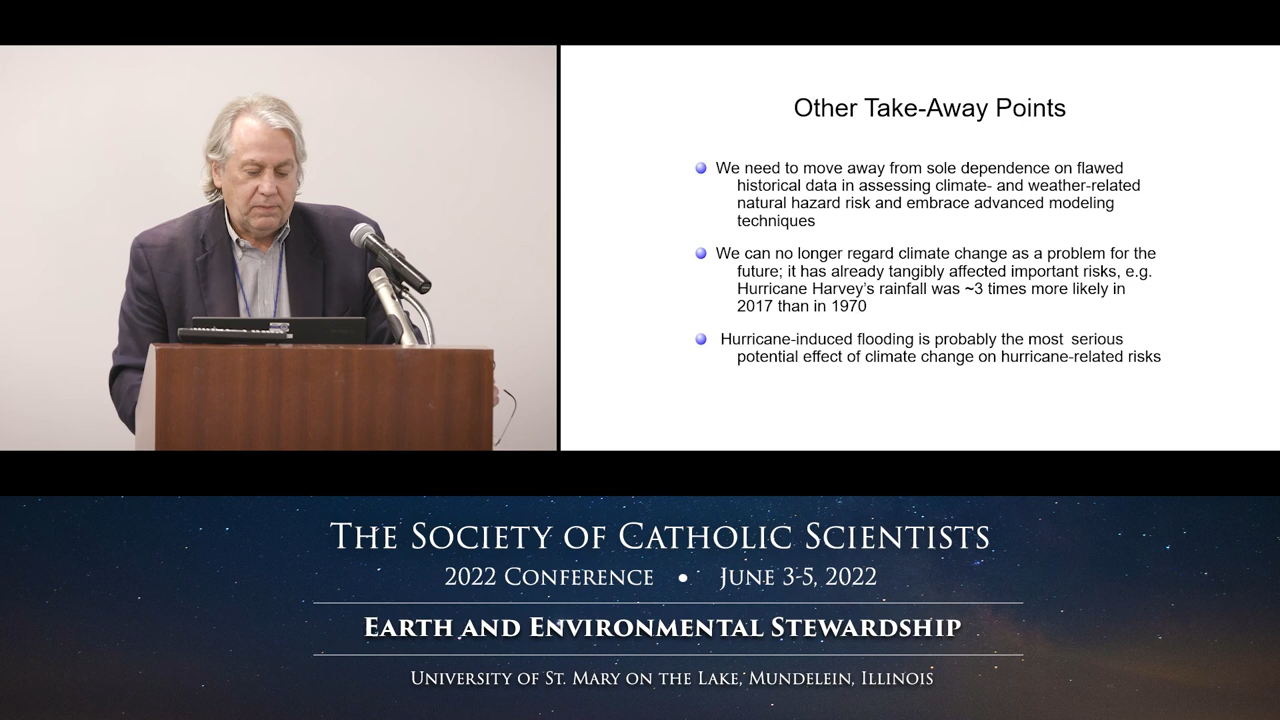 Other Take-Away Points
We need to move away from sole dependence on flawed
historical data in assessing climate- and weather-related
natural hazard risk and embrace advanced modeling
techniques
We can no longer regard climate change as a problem for the
future; it has already tangibly affected important risks, e.g.
Hurricane Harvey's rainfall was ~3 times more likely in
2017 than in 1970
Hurricane-induced flooding is probably the most serious
potential effect of climate change on hurricane-related risks
The Society of Catholic Scientists
2022 Conference • June 3-5, 2022
Earth and Environmental Stewardship
University of St. Mary on the Lake, Mundelein, Illinois